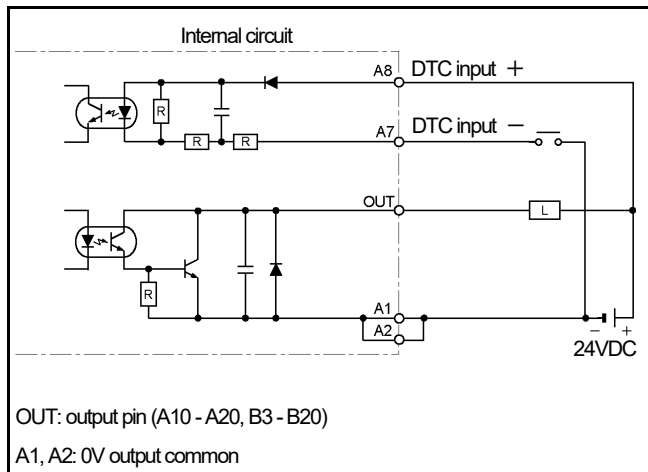 Internal circuit
A8 DTC input +
R
A7 DTC input −
R R
OUT
L
R
A1
A2
− +
24VDC
OUT: output pin (A10 - A20, B3 - B20)
A1, A2: 0V output common